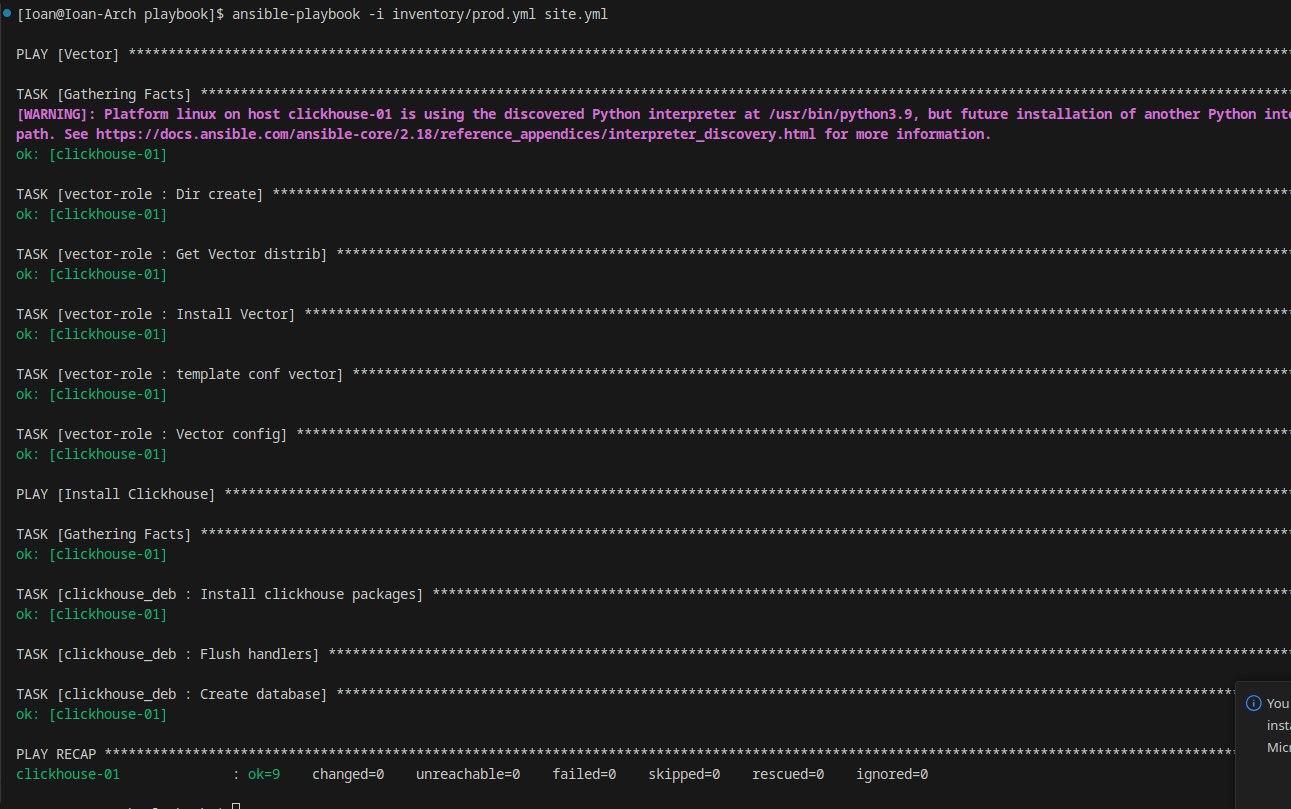 [Ioan@Ioan-Arch playbook]$ ansible-playbook -i inventory/prod.yml site.yml
PLAY [Vector] ****************************************************************************************************************************************************
TASK [Gathering Facts] ****************************************************************************************************************************************
[WARNING]: Platform linux on host clickhouse-01 is using the discovered Python interpreter at /usr/bin/python3.9, but future installation of another Python
path. See https://docs.ansible.com/ansible-core/2.18/reference_appendices/interpreter_discovery.html for more information.
ok: [clickhouse-01]
TASK [vector-role : Dir create] *******************************************************************************************************************************
ok: [clickhouse-01]
TASK [vector-role : Get Vector distrib] ***********************************************************************************************************************
ok: [clickhouse-01]
TASK [vector-role : Install Vector] ***************************************************************************************************************************
ok: [clickhouse-01]
TASK [vector-role : template conf vector] *********************************************************************************************************************
ok: [clickhouse-01]
TASK [vector-role : Vector config] ****************************************************************************************************************************
ok: [clickhouse-01]
PLAY [Install Clickhouse] *************************************************************************************************************************************
TASK [Gathering Facts] ****************************************************************************************************************************************
ok: [clickhouse-01]
TASK [clickhouse_deb : Install clickhouse packages] ***********************************************************************************************************
ok: [clickhouse-01]
TASK [clickhouse_deb : Flush handlers] ************************************************************************************************************************
TASK [clickhouse_deb : Create database] ****************************************************************************************************************
ok: [clickhouse-01]
PLAY RECAP *********************************************************************************************************************************************
clickhouse-01 : ok=9 changed=0 unreachable=0 failed=0 skipped=0 rescued=0 ignored=0
You